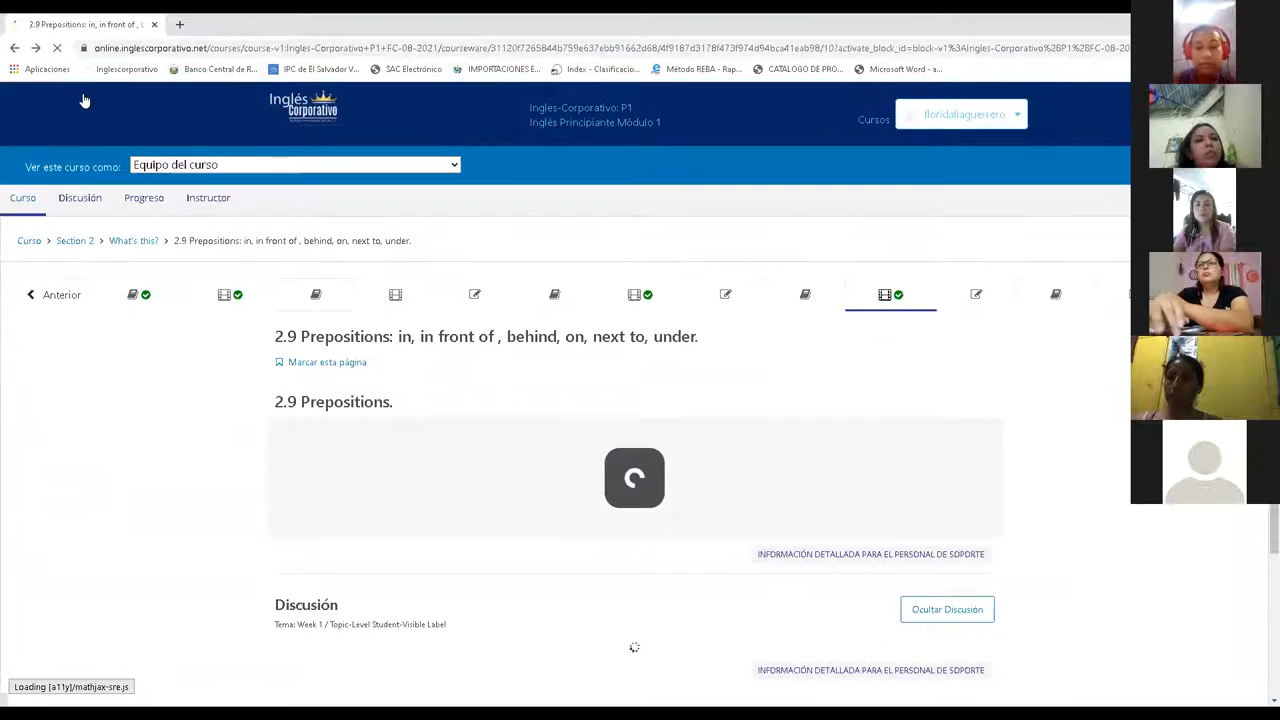 2.9 Prepositions: in, in front of , b
online.inglescorporativo.net/courses/course-v1:Ingles-Corporativo+P1+FC-08-2021/courseware/31120f7265844b759e637ebb91662d68/4f9187d3178f473f974d94bca41eab98/10?activate_block_id=block-v1%3AIngles-Corporativo%2BP1%2BFC-08-20
Aplicaciones
Inglescorporativo
Banco Central de R...
IPC de El Salvador V...
SAC Electrónico
IMPORTACIONES E...
Index - Clasificacio...
Método REBA - Rap...
CATALOGO DE PRO...
Microsoft Word - a...
Inglés
Corporativo
Ingles-Corporativo: P1
Inglés Principiante Módulo 1
Cursos
floridaliaguerrero
Ver este curso como:
Equipo del curso
Curso
Discusión
Progreso
Instructor
Curso > Section 2 > What's this? > 2.9 Prepositions: in, in front of , behind, on, next to, under.
Anterior
2.9 Prepositions: in, in front of , behind, on, next to, under.
Marcar esta página
2.9 Prepositions.
INFORMACIÓN DETALLADA PARA EL PERSONAL DE SOPORTE
Discusión
Ocultar Discusión
Tema: Week 1 / Topic-Level Student-Visible Label
INFORMACIÓN DETALLADA PARA EL PERSONAL DE SOPORTE
Loading [a11y]/mathjax-sre.js